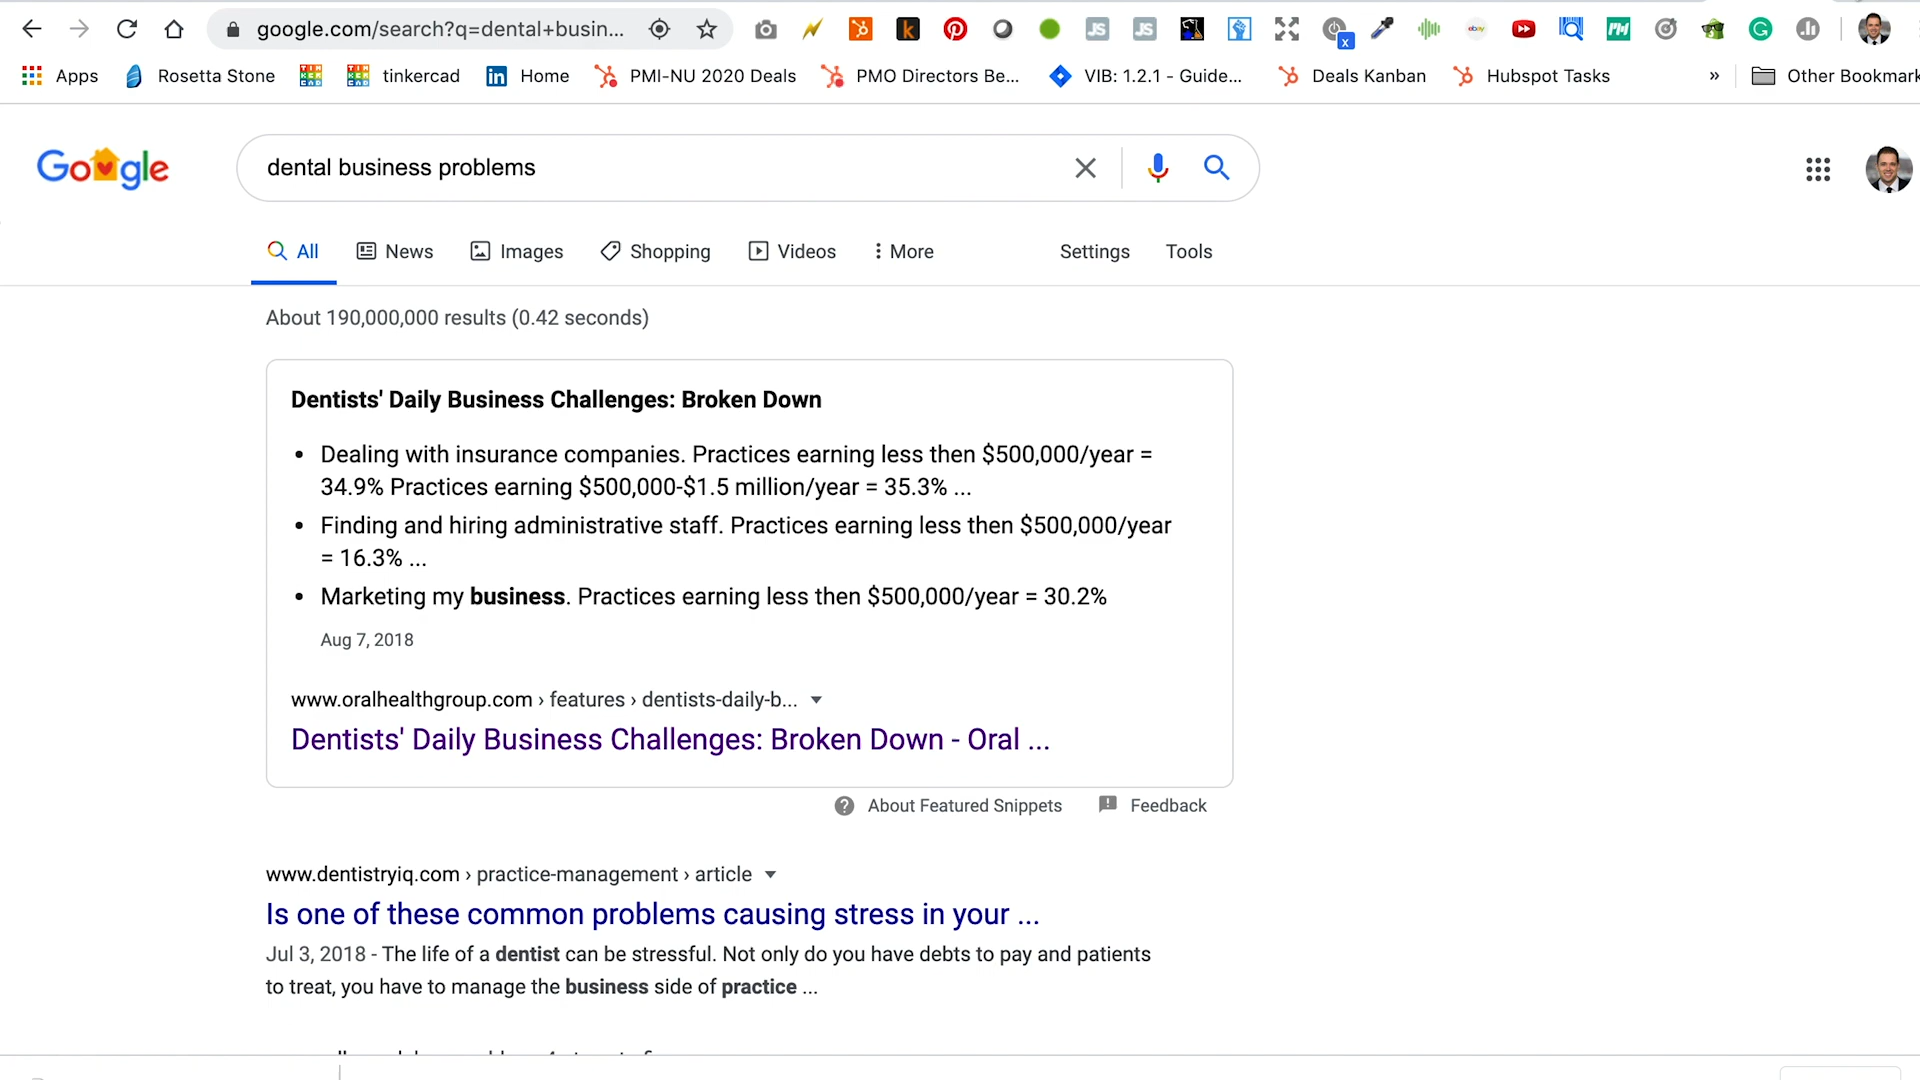 google.com/search?q=dental+busin...
Apps
Rosetta Stone
tinkercad
Home
PMI-NU 2020 Deals
PMO Directors Be...
VIB: 1.2.1 - Guide...
Deals Kanban
Hubspot Tasks
»
Other Bookmark
Google
dental business problems
All
News
Images
Shopping
Videos
More
Settings
Tools
About 190,000,000 results (0.42 seconds)
Dentists' Daily Business Challenges: Broken Down
• Dealing with insurance companies. Practices earning less then $500,000/year =
34.9% Practices earning $500,000-$1.5 million/year = 35.3% ...
• Finding and hiring administrative staff. Practices earning less then $500,000/year
= 16.3% ...
• Marketing my business. Practices earning less then $500,000/year = 30.2%
Aug 7, 2018
www.oralhealthgroup.com › features › dentists-daily-b...
Dentists' Daily Business Challenges: Broken Down - Oral ...
About Featured Snippets
Feedback
www.dentistryiq.com › practice-management › article
Is one of these common problems causing stress in your ...
Jul 3, 2018 - The life of a dentist can be stressful. Not only do you have debts to pay and patients
to treat, you have to manage the business side of practice ...